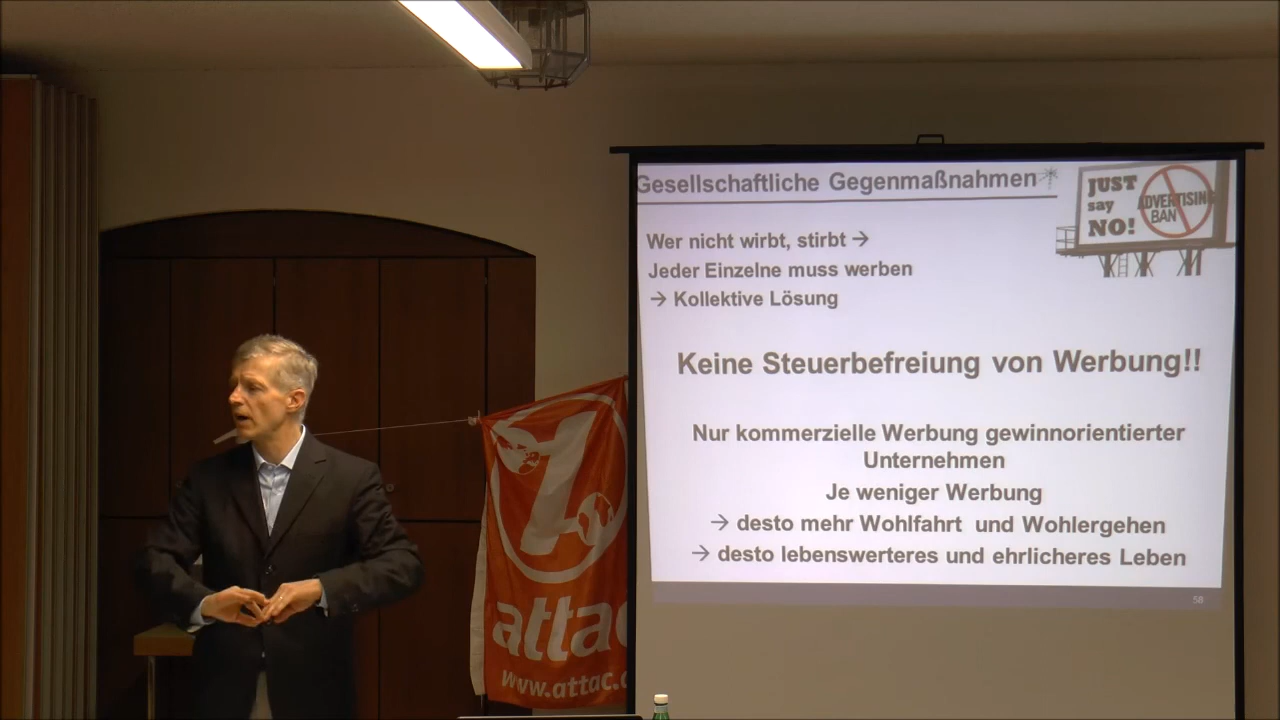 Gesellschaftliche Gegenmaßnahmen
JUST
say
NO!
ADVERTISING
BAN
Wer nicht wirbt, stirbt →
Jeder Einzelne muss werben
→ Kollektive Lösung
Keine Steuerbefreiung von Werbung!!
Nur kommerzielle Werbung gewinnorientierter
Unternehmen
Je weniger Werbung
→ desto mehr Wohlfahrt und Wohlergehen
→ desto lebenswerteres und ehrlicheres Leben
58
attac
www.attac.